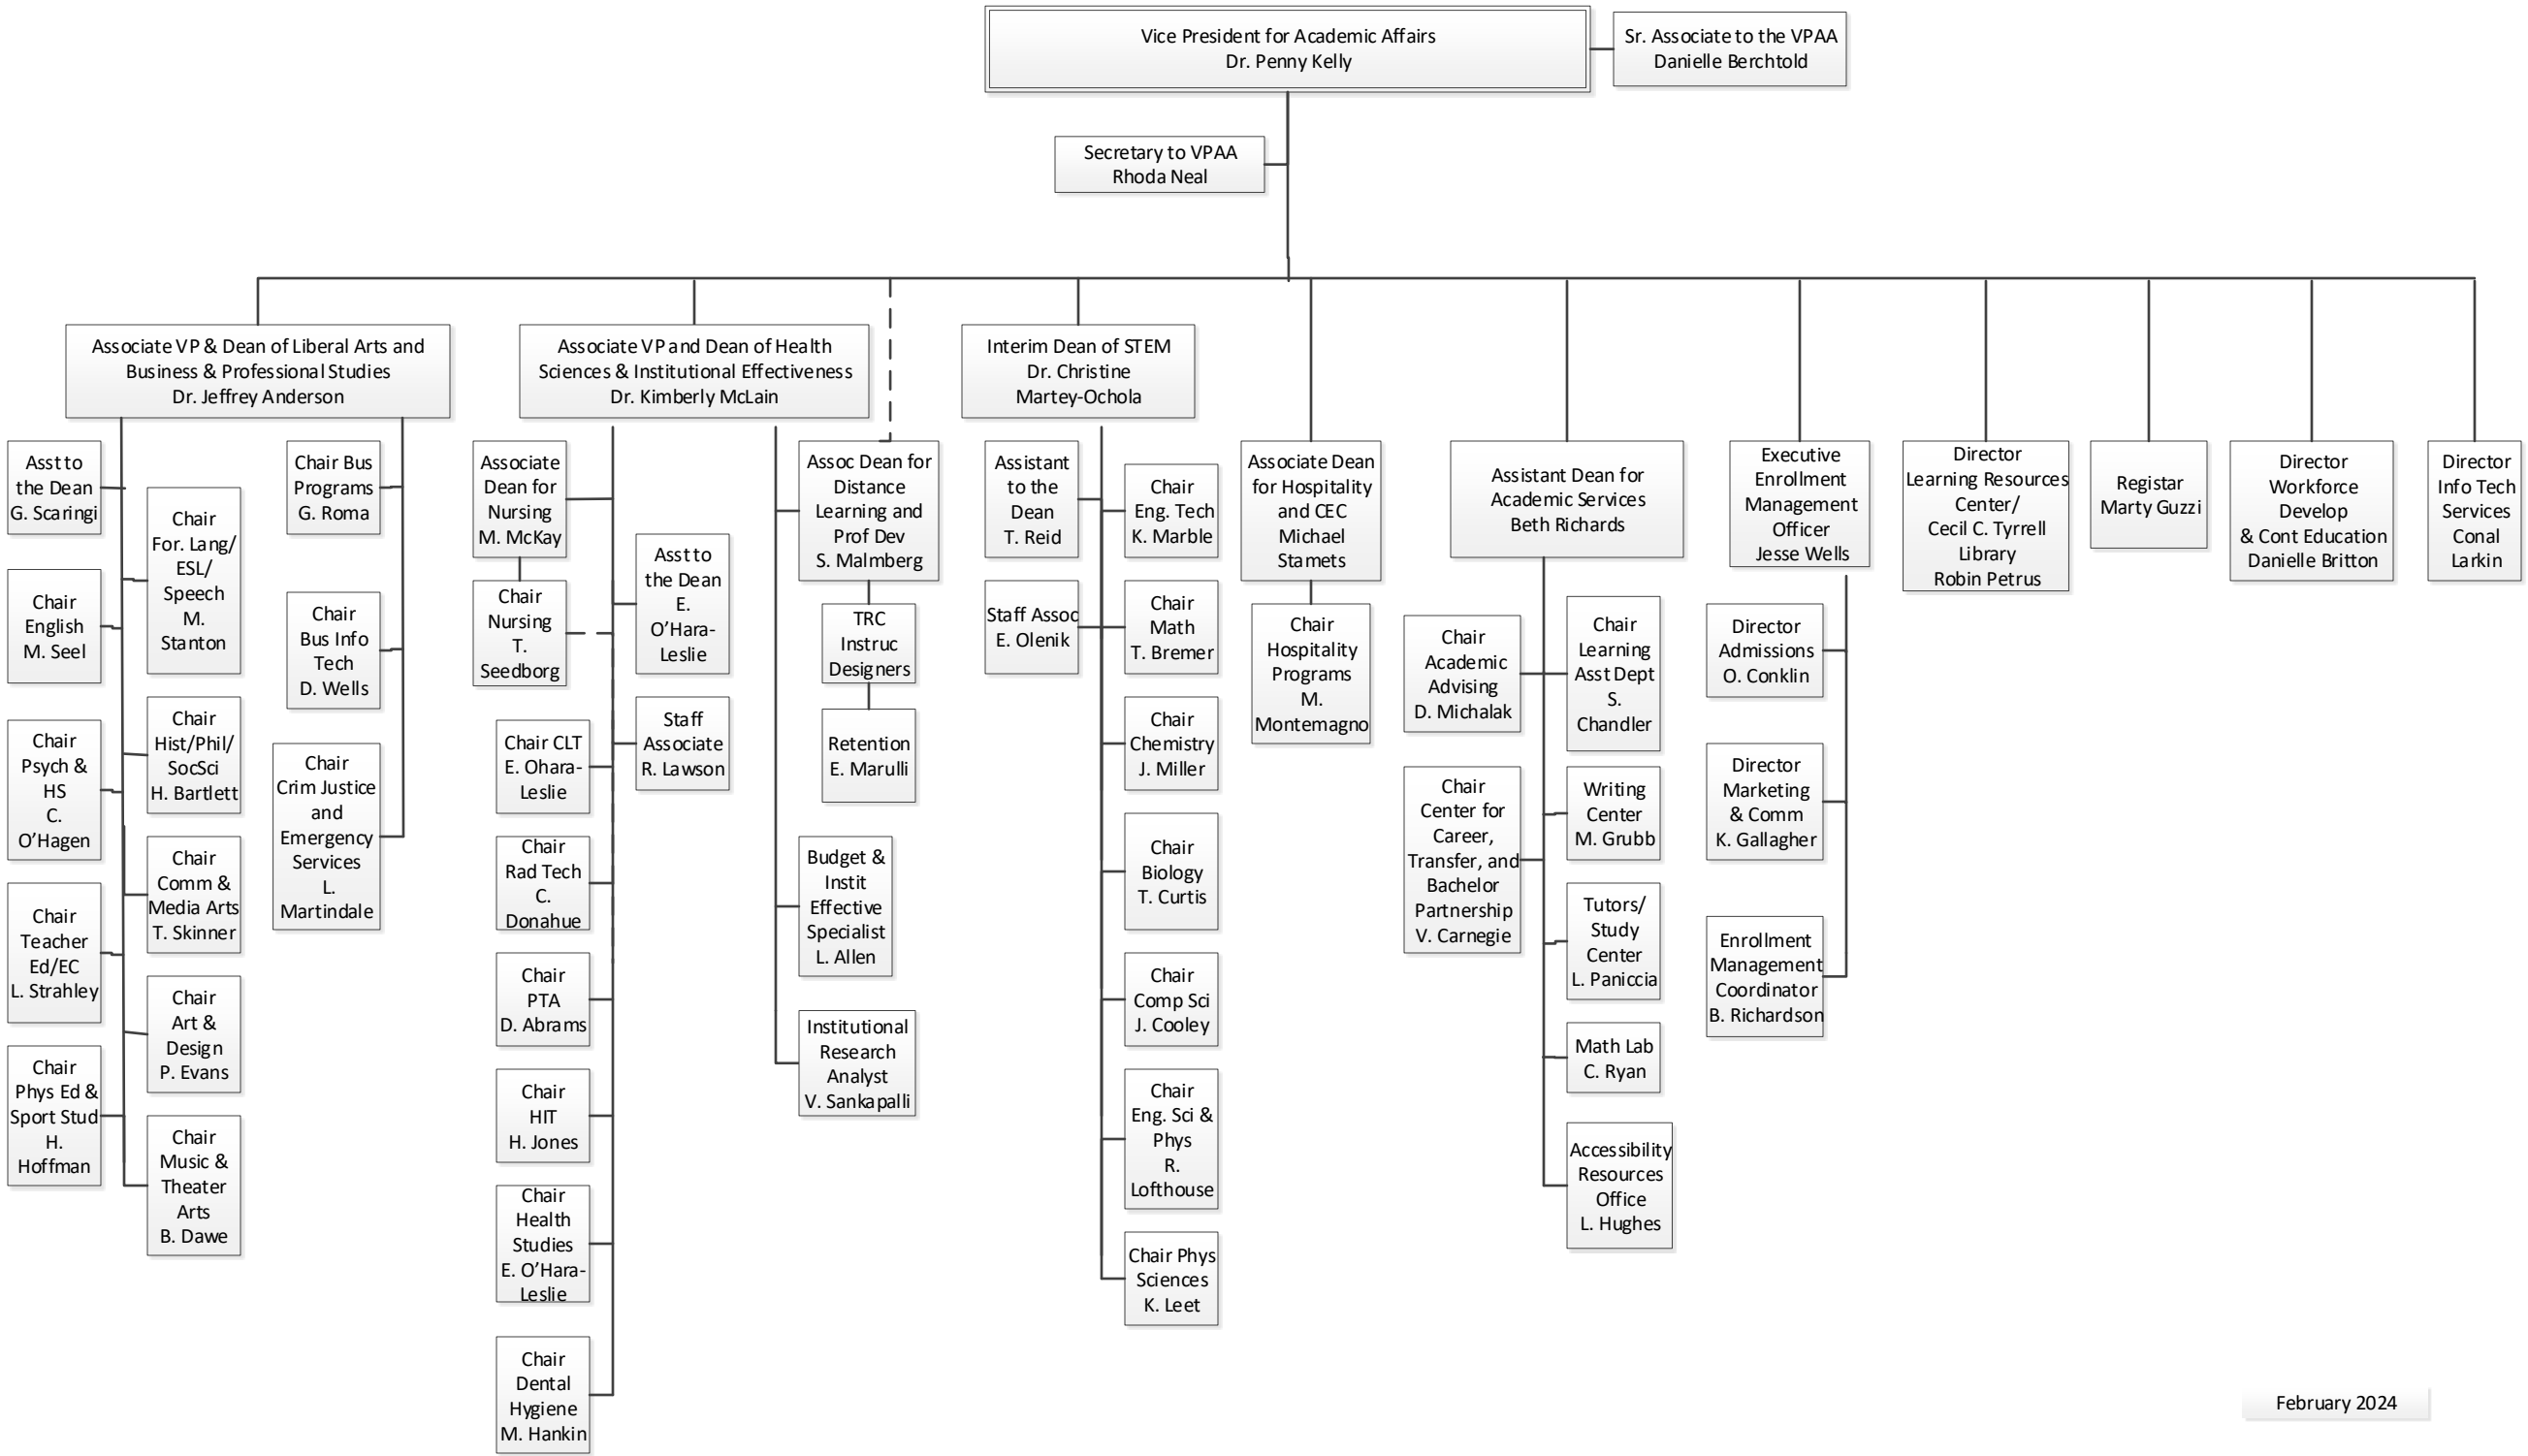 Vice President for Academic Affairs
Dr. Penny Kelly
Sr. Associate to the VPAA
Danielle Berchtold
Secretary to VPAA
Rhoda Neal
Associate VP & Dean of Liberal Arts and
Business & Professional Studies
Dr. Jeffrey Anderson
Associate VP and Dean of Health
Sciences & Institutional Effectiveness
Dr. Kimberly McLain
Interim Dean of STEM
Dr. Christine
Martey-Ochola
Asst to
the Dean
G. Scaringi
Chair
English
M. Seel
Chair
Psych &
HS
C.
O’Hagen
Chair
Teacher
Ed/EC
L. Strahley
Chair
Phys Ed &
Sport Stud
H.
Hoffman
Chair
For. Lang/
ESL/
Speech
M.
Stanton
Chair
Hist/Phil/
SocSci
H. Bartlett
Chair
Comm &
Media Arts
T. Skinner
Chair
Art &
Design
P. Evans
Chair
Music &
Theater
Arts
B. Dawe
Chair Bus
Programs
G. Roma
Chair
Bus Info
Tech
D. Wells
Chair
Crim Justice
and
Emergency
Services
L.
Martindale
Associate
Dean for
Nursing
M. McKay
Chair
Nursing
T.
Seedborg
Chair CLT
E. Ohara-
Leslie
Chair
Rad Tech
C.
Donahue
Chair
PTA
D. Abrams
Chair
HIT
H. Jones
Chair
Health
Studies
E. O’Hara-
Leslie
Chair
Dental
Hygiene
M. Hankin
Asst to
the Dean
E.
O’Hara-
Leslie
Staff
Associate
R. Lawson
Assoc Dean for
Distance
Learning and
Prof Dev
S. Malmberg
TRC
Instruc
Designers
Retention
E. Marulli
Budget &
Instit
Effective
Specialist
L. Allen
Institutional
Research
Analyst
V. Sankapalli
Assistant
to the
Dean
T. Reid
Staff Assoc
E. Olenik
Chair
Eng. Tech
K. Marble
Chair
Math
T. Bremer
Chair
Chemistry
J. Miller
Chair
Biology
T. Curtis
Chair
Comp Sci
J. Cooley
Chair
Eng. Sci &
Phys
R.
Lofthouse
Chair Phys
Sciences
K. Leet
Associate Dean
for Hospitality
and CEC
Michael
Stamets
Chair
Hospitality
Programs
M.
Montemagno
Assistant Dean for
Academic Services
Beth Richards
Chair
Academic
Advising
D. Michalak
Chair
Center for
Career,
Transfer, and
Bachelor
Partnership
V. Carnegie
Chair
Learning
Asst Dept
S.
Chandler
Writing
Center
M. Grubb
Tutors/
Study
Center
L. Paniccia
Math Lab
C. Ryan
Accessibility
Resources
Office
L. Hughes
Executive
Enrollment
Management
Officer
Jesse Wells
Director
Admissions
O. Conklin
Director
Marketing
& Comm
K. Gallagher
Enrollment
Management
Coordinator
B. Richardson
Director
Learning Resources
Center/
Cecil C. Tyrrell
Library
Robin Petrus
Registar
Marty Guzzi
Director
Workforce
Develop
& Cont Education
Danielle Britton
Director
Info Tech
Services
Conal
Larkin
February 2024